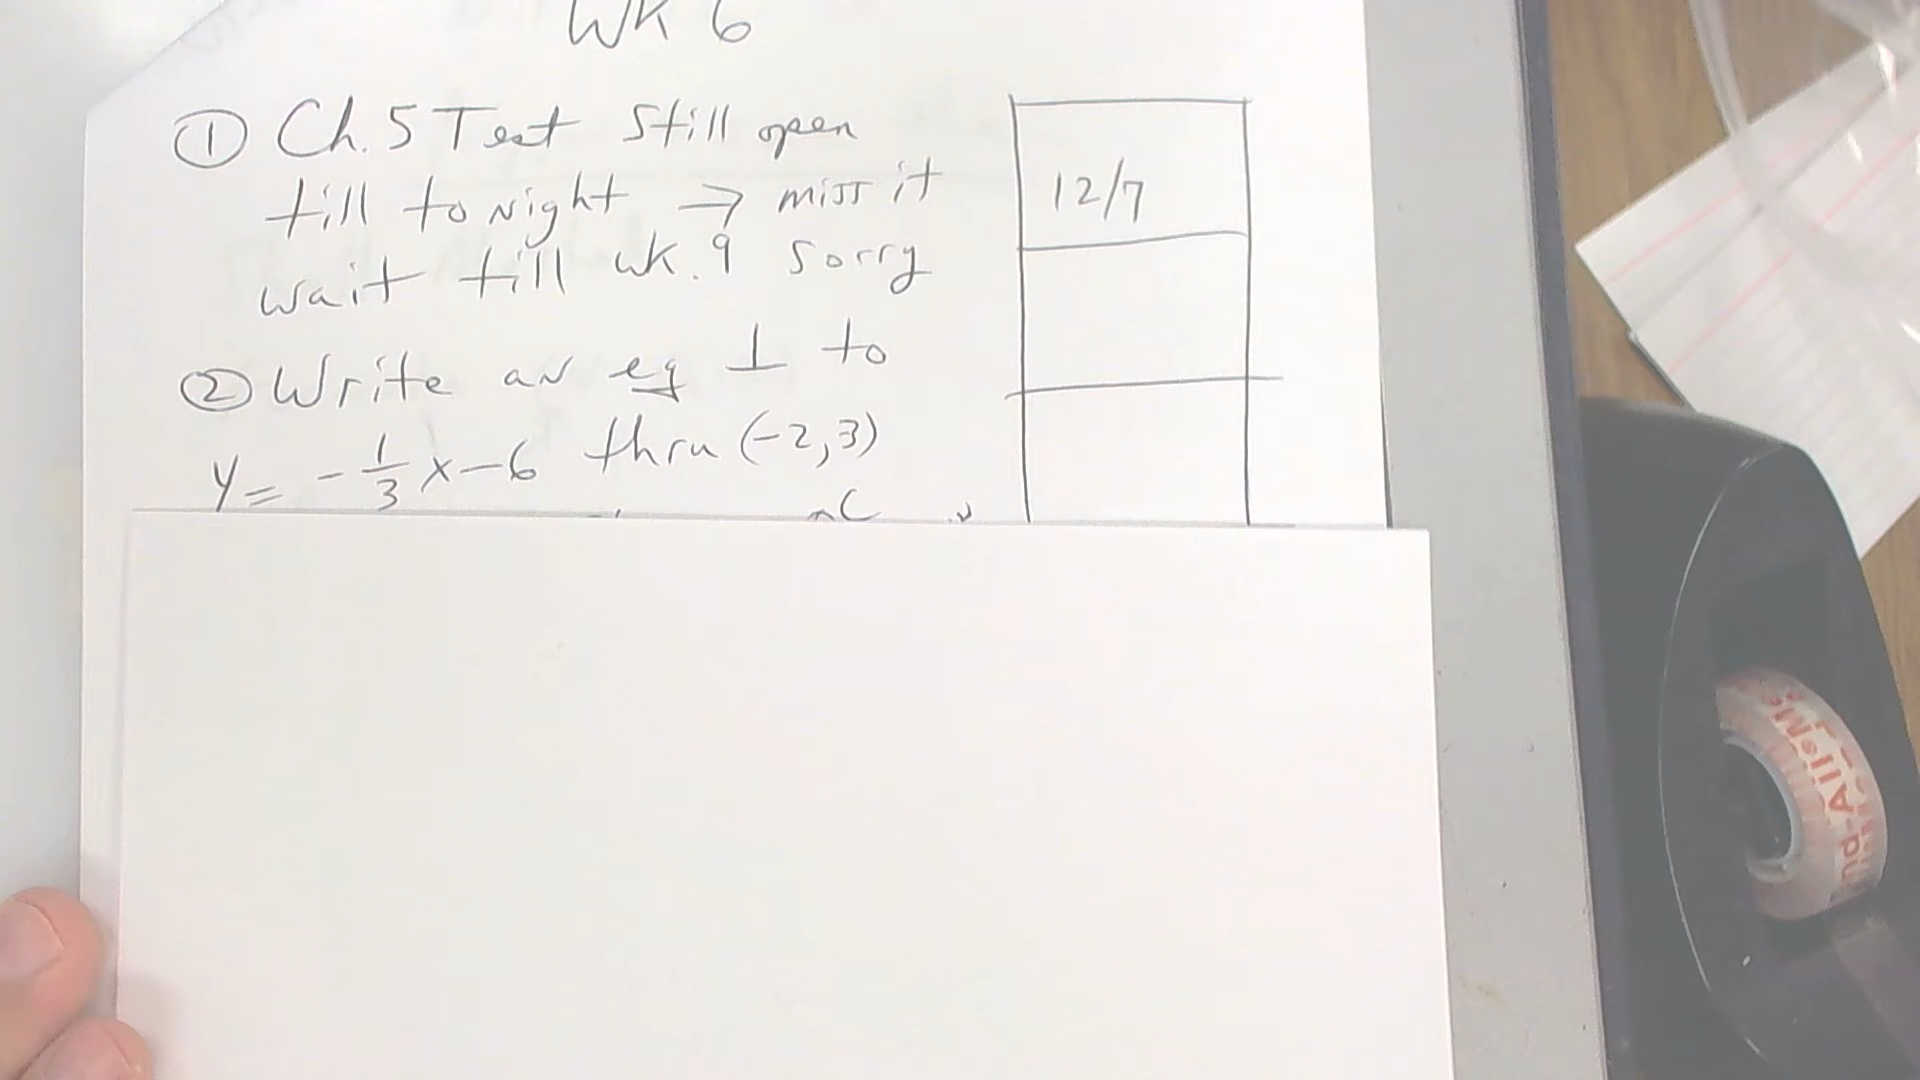 WK 6
① Ch. 5 Test Still open
till tonight → miss it
wait till wk. 9 Sorry
② Write an eq ⊥ to
y = -1/3 x - 6 thru (-2,3)
12/7